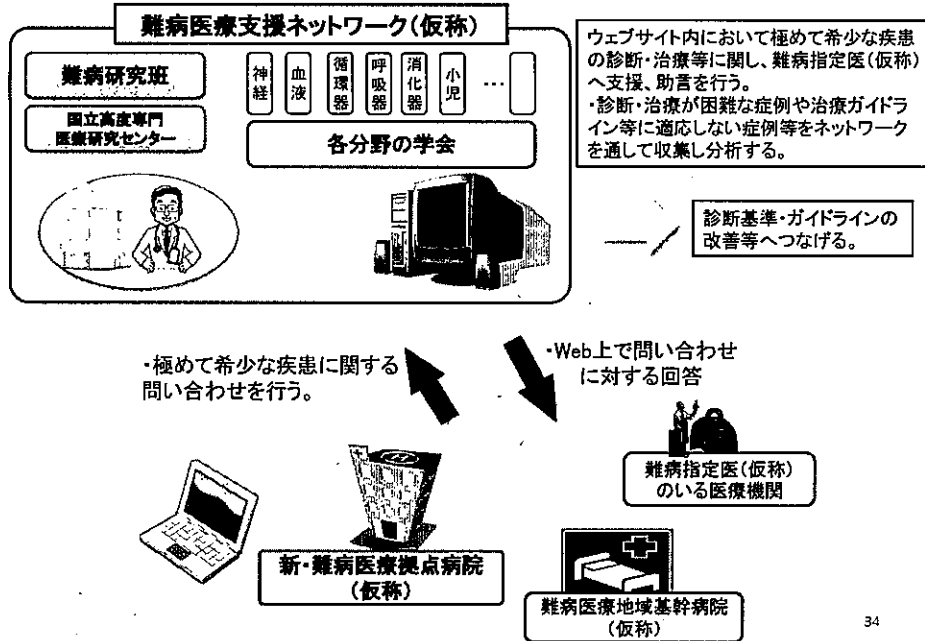 難病医療支援ネットワーク(仮称)
難病研究班
国立高度専門
医療研究センター
神経
血液
循環器
呼吸器
消化器
小児
…
各分野の学会
ウェブサイト内において極めて希少な疾患
の診断・治療等に関し、難病指定医(仮称)
へ支援、助言を行う。
・診断・治療が困難な症例や治療ガイドラ
イン等に適応しない症例等をネットワーク
を通して収集し分析する。
診断基準・ガイドラインの
改善等へつなげる。
・極めて希少な疾患に関する
問い合わせを行う。
・Web上で問い合わせ
に対する回答
難病指定医(仮称)
のいる医療機関
新・難病医療拠点病院
(仮称)
難病医療地域基幹病院
(仮称)
34